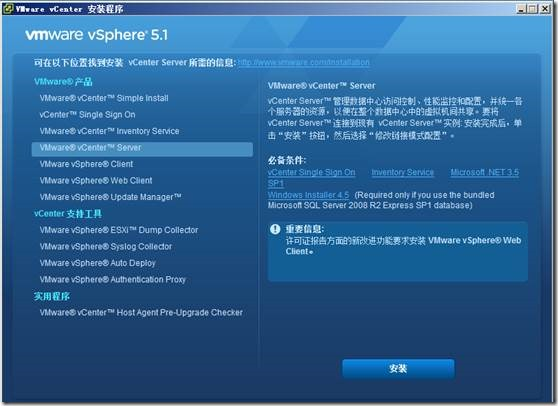 VMware vCenter 安装程序
vmware vSphere® 5.1
可在以下位置找到安装 vCenter Server 所需的信息: http://www.vmware.com/installation
VMware® 产品
VMware® vCenter™ Simple Install
vCenter™ Single Sign On
VMware® vCenter™ Inventory Service
VMware® vCenter™ Server
VMware vSphere® Client
VMware vSphere® Web Client
VMware vSphere® Update Manager™
vCenter 支持工具
VMware vSphere® ESXi™ Dump Collector
VMware vSphere® Syslog Collector
VMware vSphere® Auto Deploy
VMware vSphere® Authentication Proxy
实用程序
VMware® vCenter™ Host Agent Pre-Upgrade Checker
VMware® vCenter™ Server
vCenter Server™ 管理数据中心访问控制、性能监控和配置，并统一各
个服务器的资源，以便在整个数据中心的虚拟机间共享。要将
vCenter Server™ 连接到现有 vCenter Server™ 实例: 安装完成后，单
击“安装”按钮，然后选择“修改链接模式配置”。
必备条件:
vCenter Single Sign On Inventory Service Microsoft .NET 3.5
SP1
Windows Installer 4.5 (Required only if you use the bundled
Microsoft SQL Server 2008 R2 Express SP1 database)
重要信息:
许可证报告方面的新改进功能要求安装 VMware vSphere® Web
Client。
安装